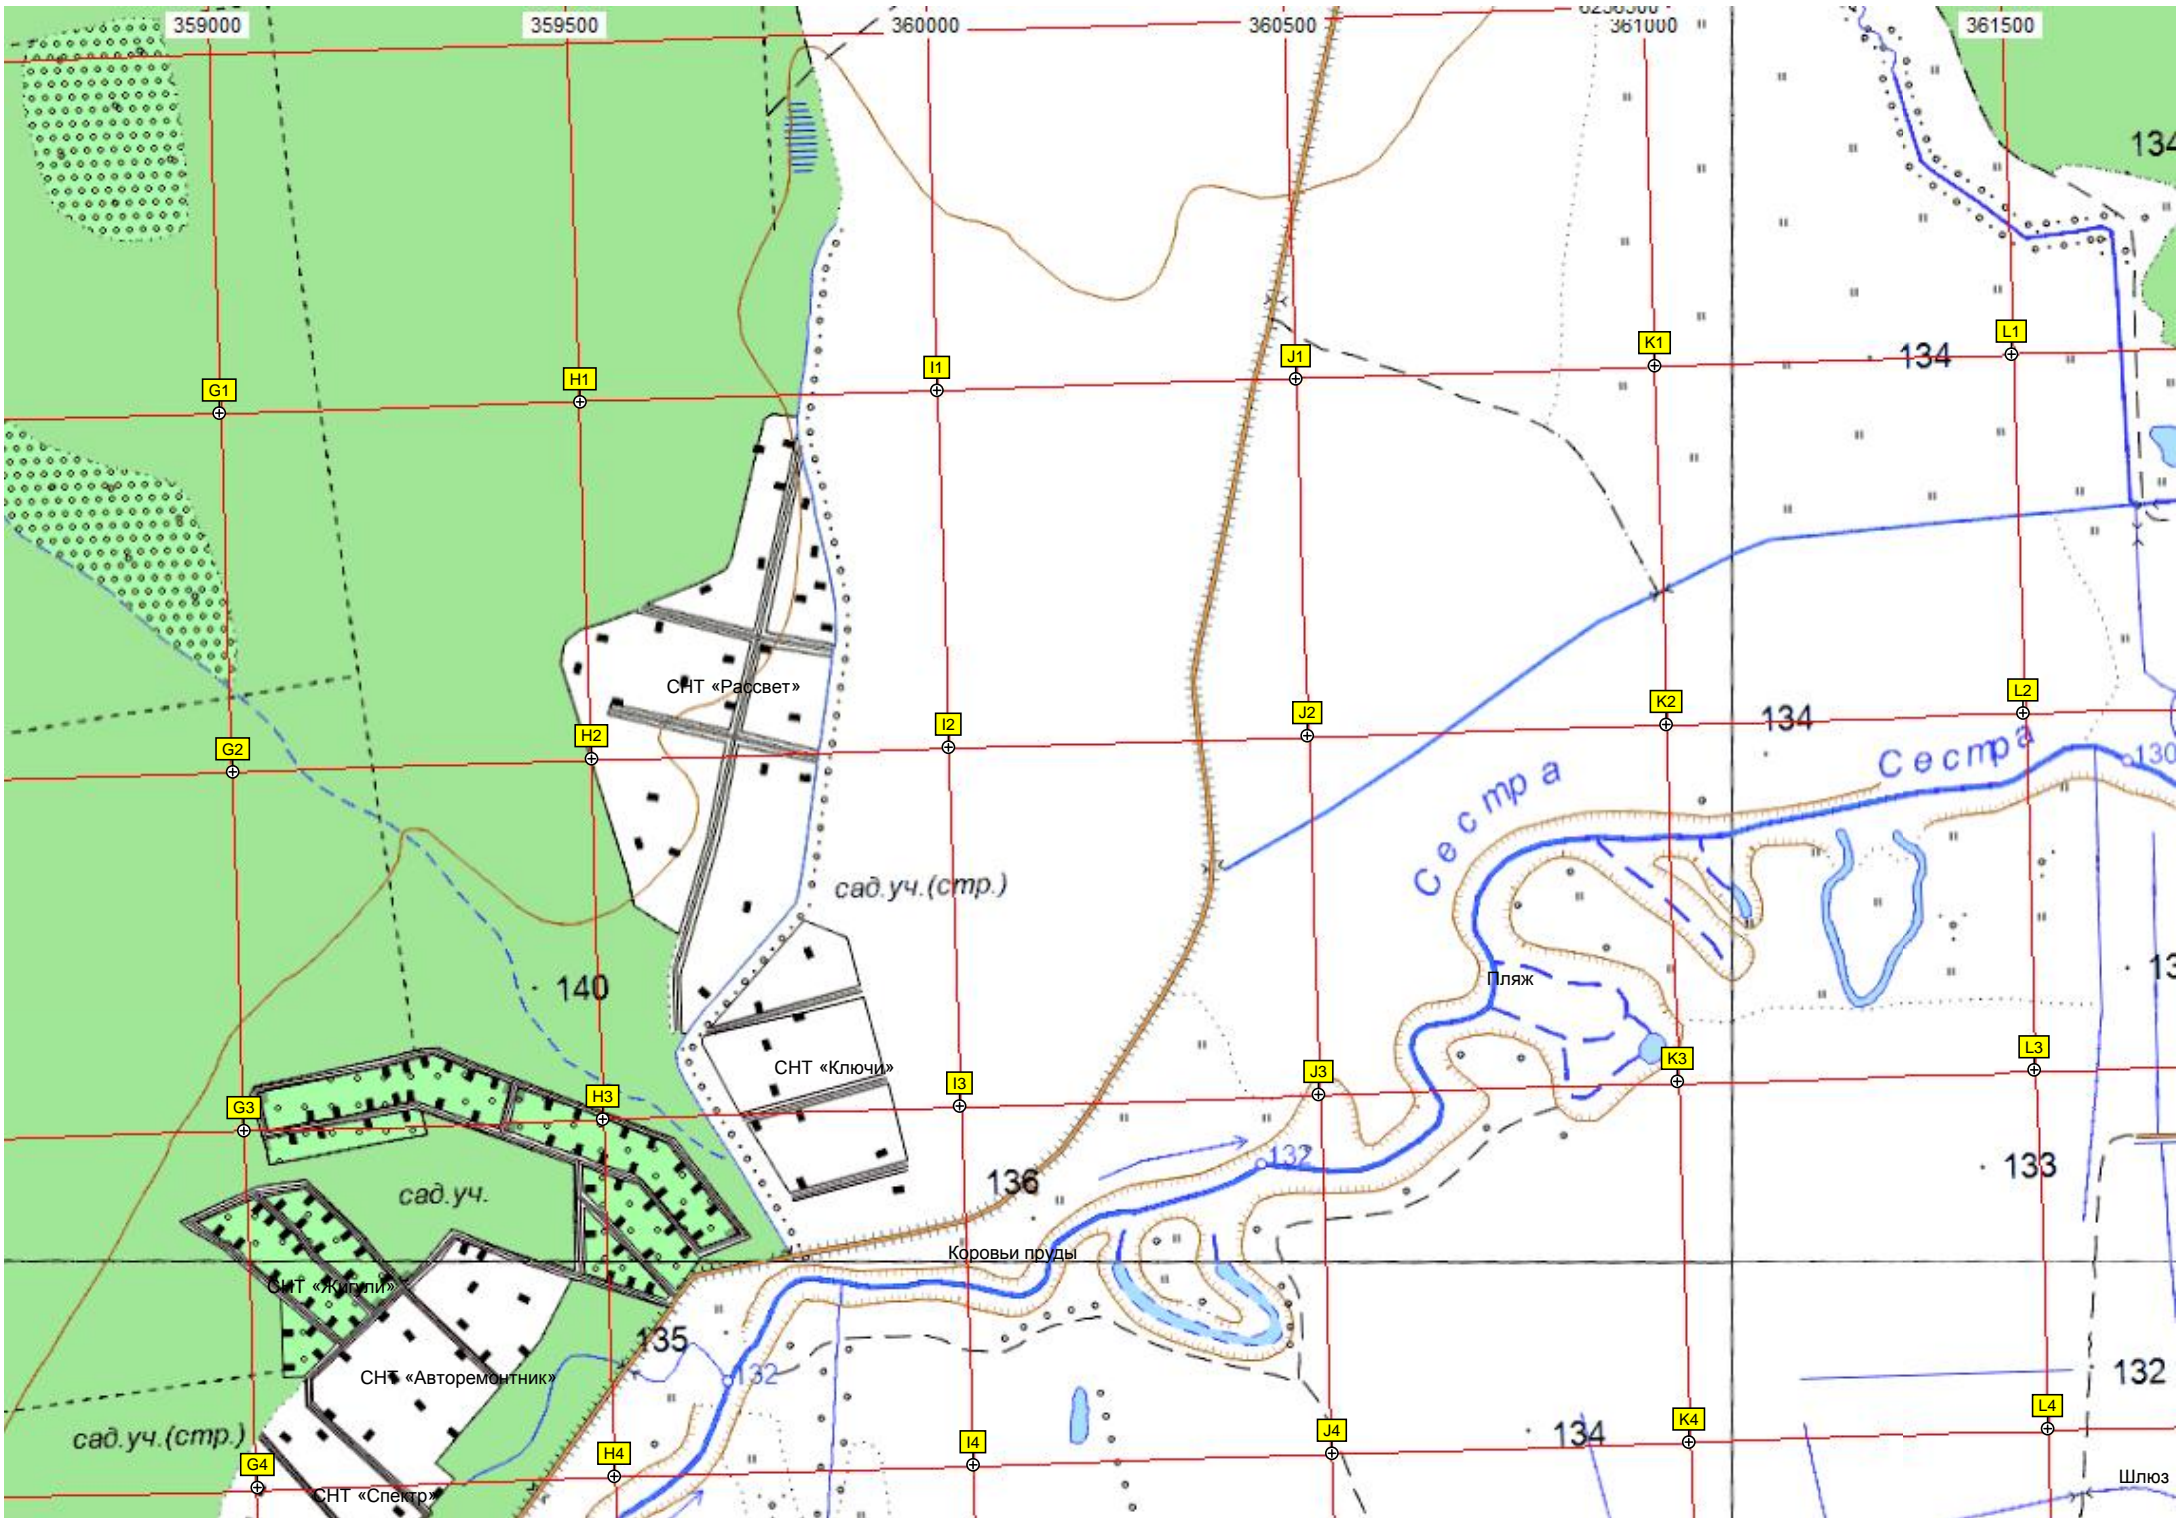 359000 359500 360000 360500 361000 361500
134
L1
K1
134
J1
I1
H1
G1
СНТ «Рассвет»
L2
K2
134
J2
I2
H2
G2
Сестра
Сестра
130
сад.уч.(стр.)
140
Пляж
СНТ «Ключи»
L3
K3
J3
I3
H3
G3
132
133
136
сад.уч.
Коровьи пруды
СНТ «Жигули»
135
132
132
СНТ «Авторемонтник»
L4
K4
134
J4
I4
H4
G4
сад.уч.(стр.)
Шлюз
СНТ «Спектр»